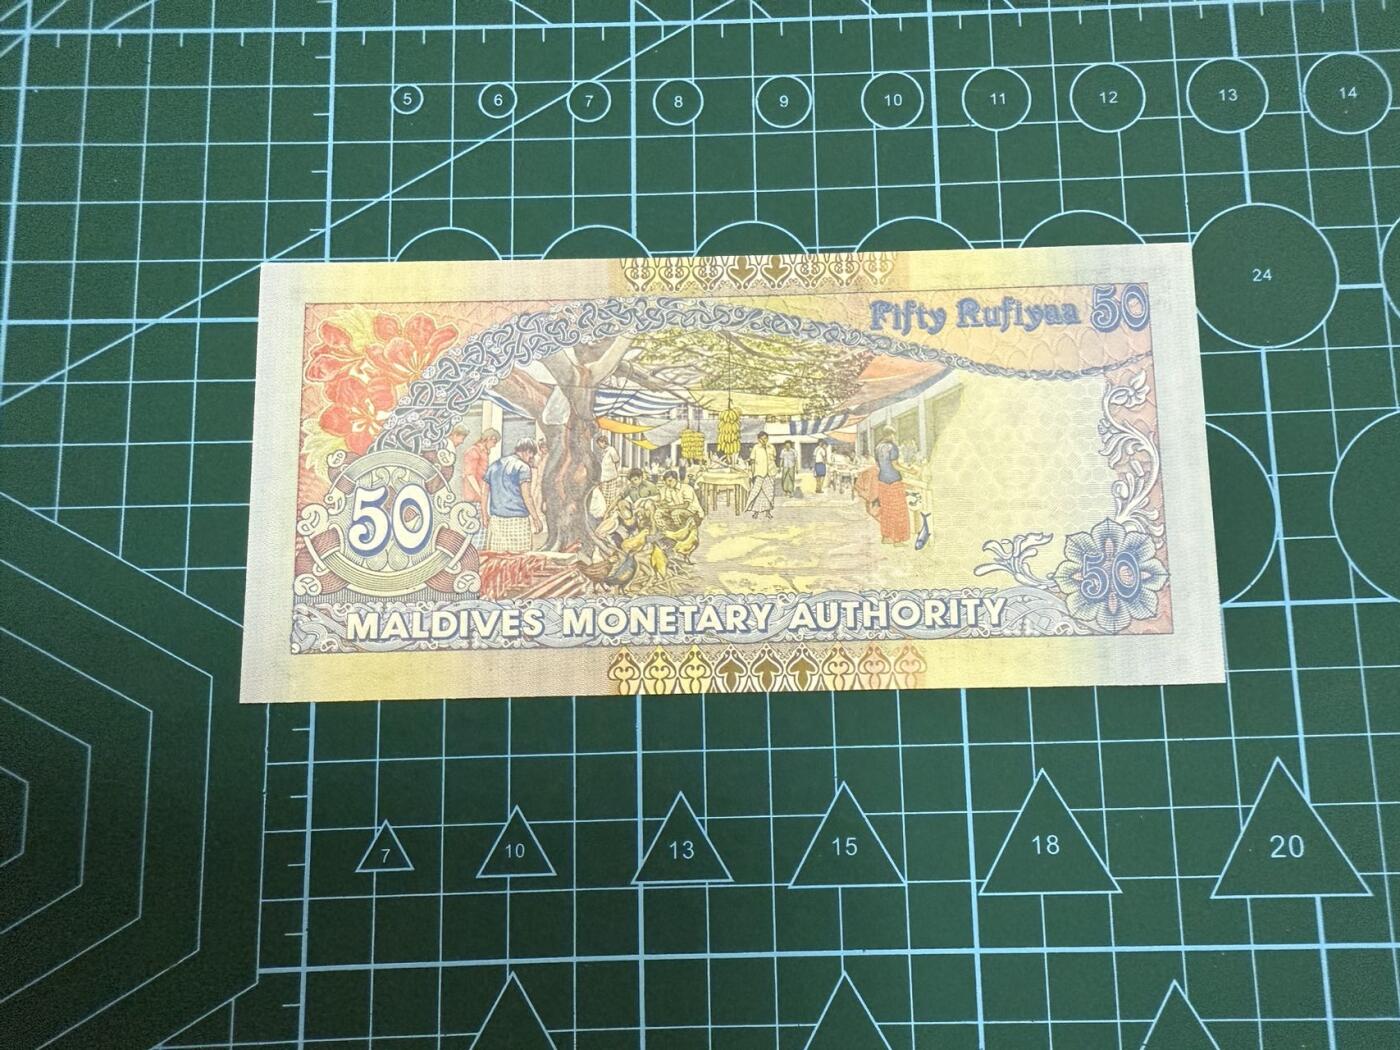 5 6 7 8 9 10 11 12 13 14
24
Fifty Rufiyaa 50
50
50
MALDIVES MONETARY AUTHORITY
7 10 13 15 18 20